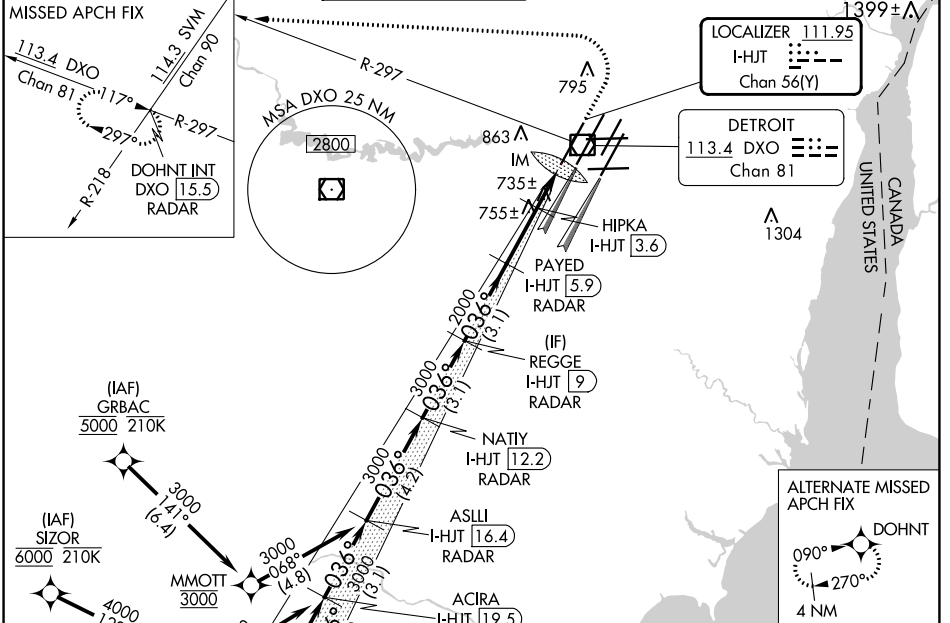 MISSED APCH FIX
113.4 DXO
Chan 81
114.3 SVM
Chan 90
117°
297°
R-297
R-218
DOHNT INT
DXO 15.5
RADAR
R-297
MSA DXO 25 NM
2800
1399±
795
863
IM
735±
755±
LOCALIZER 111.95
I-HJT
Chan 56(Y)
DETROIT
113.4 DXO
Chan 81
1304
CANADA
UNITED STATES
HIPKA
I-HJT 3.6
PAYED
I-HJT 5.9
RADAR
2000
036°
(3.1)
(IF)
REGGE
I-HJT 9
RADAR
3000
036°
(3.1)
NATIY
I-HJT 12.2
RADAR
3000
036°
(4.2)
ASLLI
I-HJT 16.4
RADAR
036°
3000
(3.1)
ACIRA
I-HJT 19.5
(IAF)
GRBAC
5000 210K
3000
141°
(6.4)
(IAF)
SIZOR
6000 210K
4000
MMOTT
3000
3000
068°
(4.8)
ALTERNATE MISSED
APCH FIX
DOHNT
090°
270°
4 NM